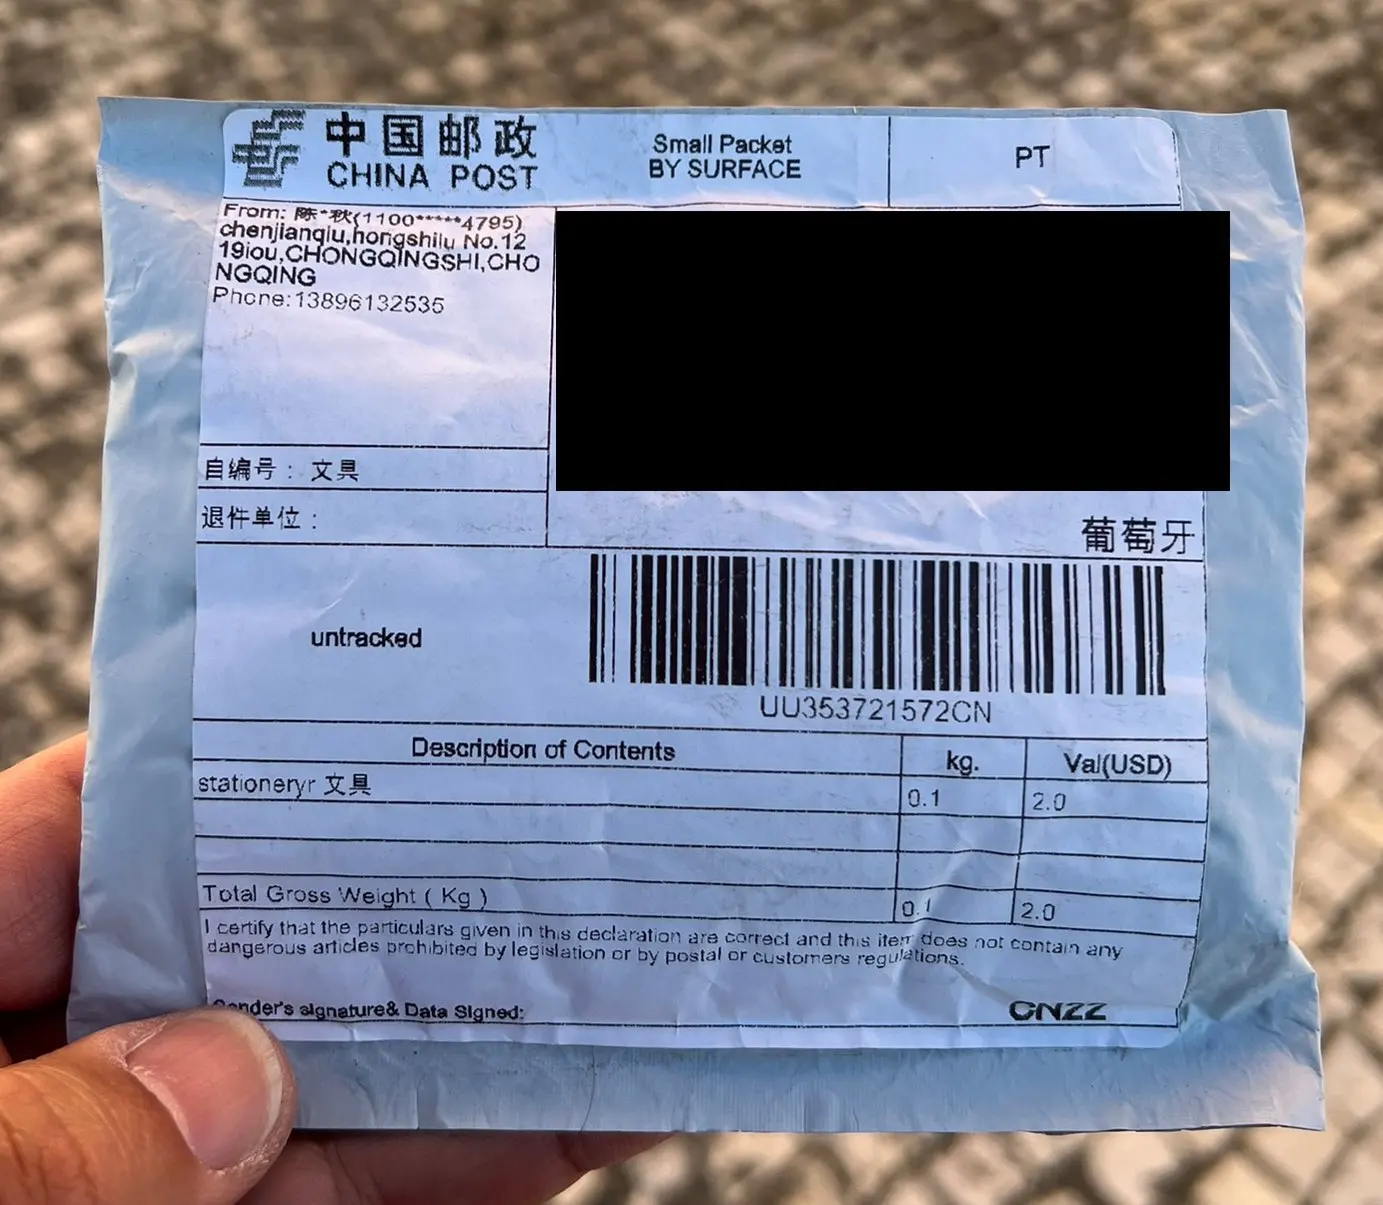 中国邮政
CHINA POST
Small Packet
BY SURFACE
PT
From: 陈*秋(1100*****4795)
chenjianqiu,hongshilu No.12
19iou,CHONGQINGSHI,CHO
NGQING
Phone:13896132535
自编号： 文具
退件单位：
葡萄牙
untracked
UU353721572CN
Description of Contents
kg.
Val(USD)
stationeryr 文具
0.1
2.0
Total Gross Weight ( Kg )
0.1
2.0
I certify that the particulars given in this declaration are correct and this item does not contain any
dangerous articles prohibited by legislation or by postal or customers regulations.
Sender's signature& Data Signed:
CN22